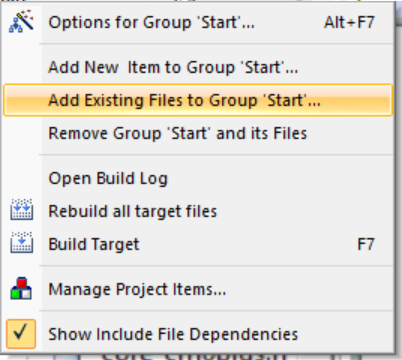 Options for Group 'Start'... Alt+F7
Add New  Item to Group 'Start'...
Add Existing Files to Group 'Start'...
Remove Group 'Start' and its Files
Open Build Log
Rebuild all target files
Build Target F7
Manage Project Items...
Show Include File Dependencies